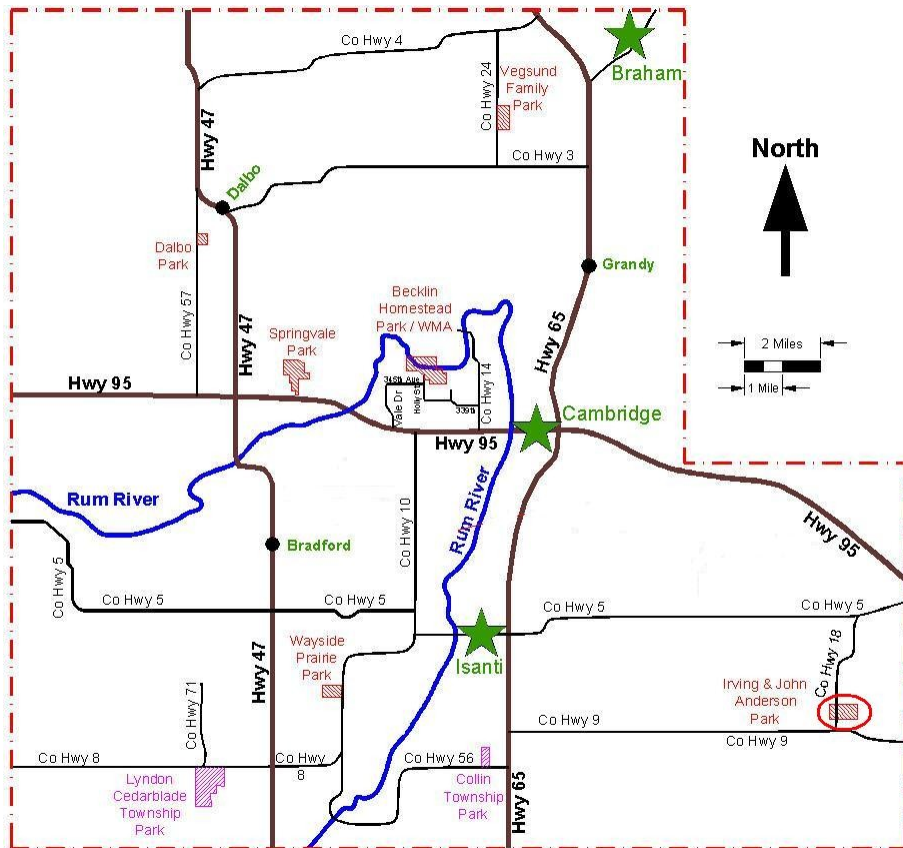 Co Hwy 4
Braham
Vegsund
Family
Park
Co Hwy 24
Hwy 47
Co Hwy 3
North
Dalbo
Dalbo
Park
Co Hwy 57
Grandy
Becklin
Homestead
Park / WMA
Hwy 65
Hwy 47
Springvale
Park
2 Miles
1 Mile
Hwy 95
345th Ave
Vale Dr
Holly St
339th
Co Hwy 14
Cambridge
Hwy 95
Rum River
Rum River
Co Hwy 10
Hwy 95
Bradford
Co Hwy 5
Co Hwy 5
Co Hwy 5
Co Hwy 5
Isanti
Wayside
Prairie
Park
Hwy 47
Co Hwy 18
Irving & John
Anderson
Park
Co Hwy 71
Co Hwy 9
Co Hwy 9
Co Hwy 8
Co Hwy
8
Co Hwy 56
Lyndon
Cedarblade
Township
Park
Collin
Township
Park
Hwy 65